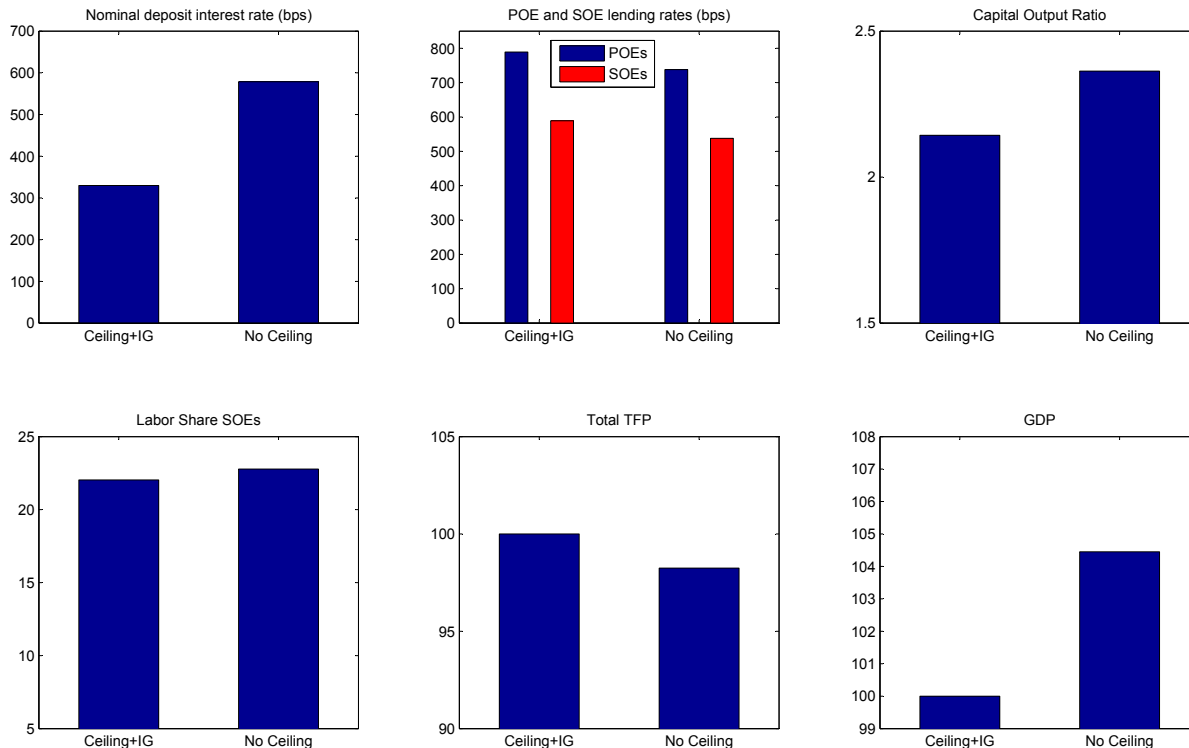 Nominal deposit interest rate (bps)
700
600
500
400
300
200
100
0
Ceiling+IG No Ceiling
POE and SOE lending rates (bps)
POEs
SOEs
800
700
600
500
400
300
200
100
0
Ceiling+IG No Ceiling
Capital Output Ratio
2.5
2
1.5
Ceiling+IG No Ceiling
Labor Share SOEs
25
20
15
10
5
Ceiling+IG No Ceiling
Total TFP
105
100
95
90
Ceiling+IG No Ceiling
GDP
108
107
106
105
104
103
102
101
100
99
Ceiling+IG No Ceiling